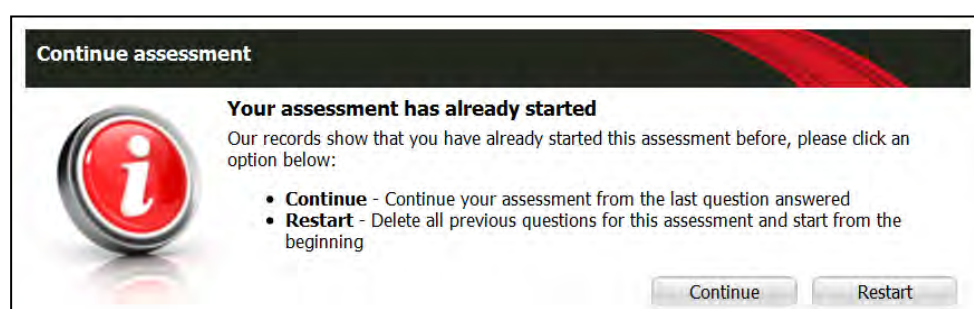 Continue assessment
Your assessment has already started
Our records show that you have already started this assessment before, please click an
option below:
• Continue - Continue your assessment from the last question answered
• Restart - Delete all previous questions for this assessment and start from the
beginning
Continue Restart